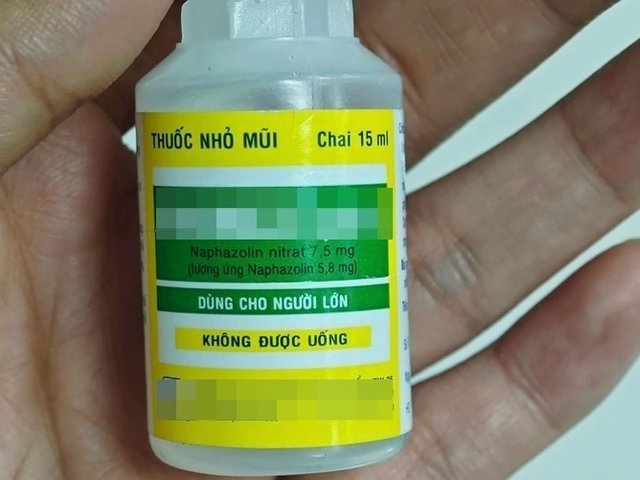 THUỐC NHỎ MŨI Chai 15 ml
Naphazolin nitrat 7,5 mg
(tương ứng Naphazolin 5,8 mg)
DÙNG CHO NGƯỜI LỚN
KHÔNG ĐƯỢC UỐNG